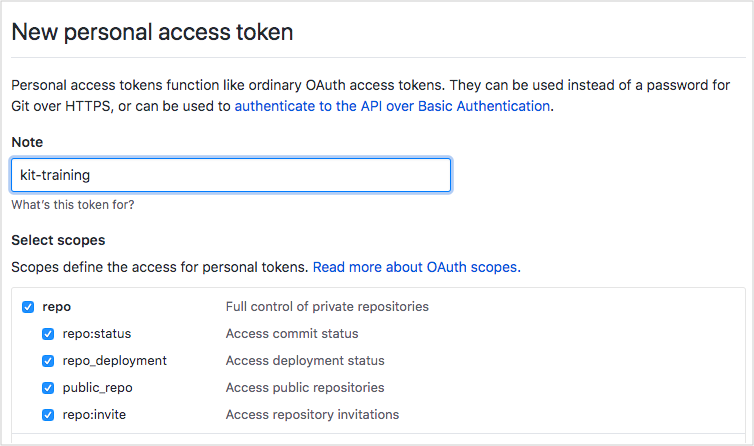 New personal access token
Personal access tokens function like ordinary OAuth access tokens. They can be used instead of a password for
Git over HTTPS, or can be used to authenticate to the API over Basic Authentication.
Note
kit-training
What's this token for?
Select scopes
Scopes define the access for personal tokens. Read more about OAuth scopes.
repo Full control of private repositories
repo:status Access commit status
repo_deployment Access deployment status
public_repo Access public repositories
repo:invite Access repository invitations